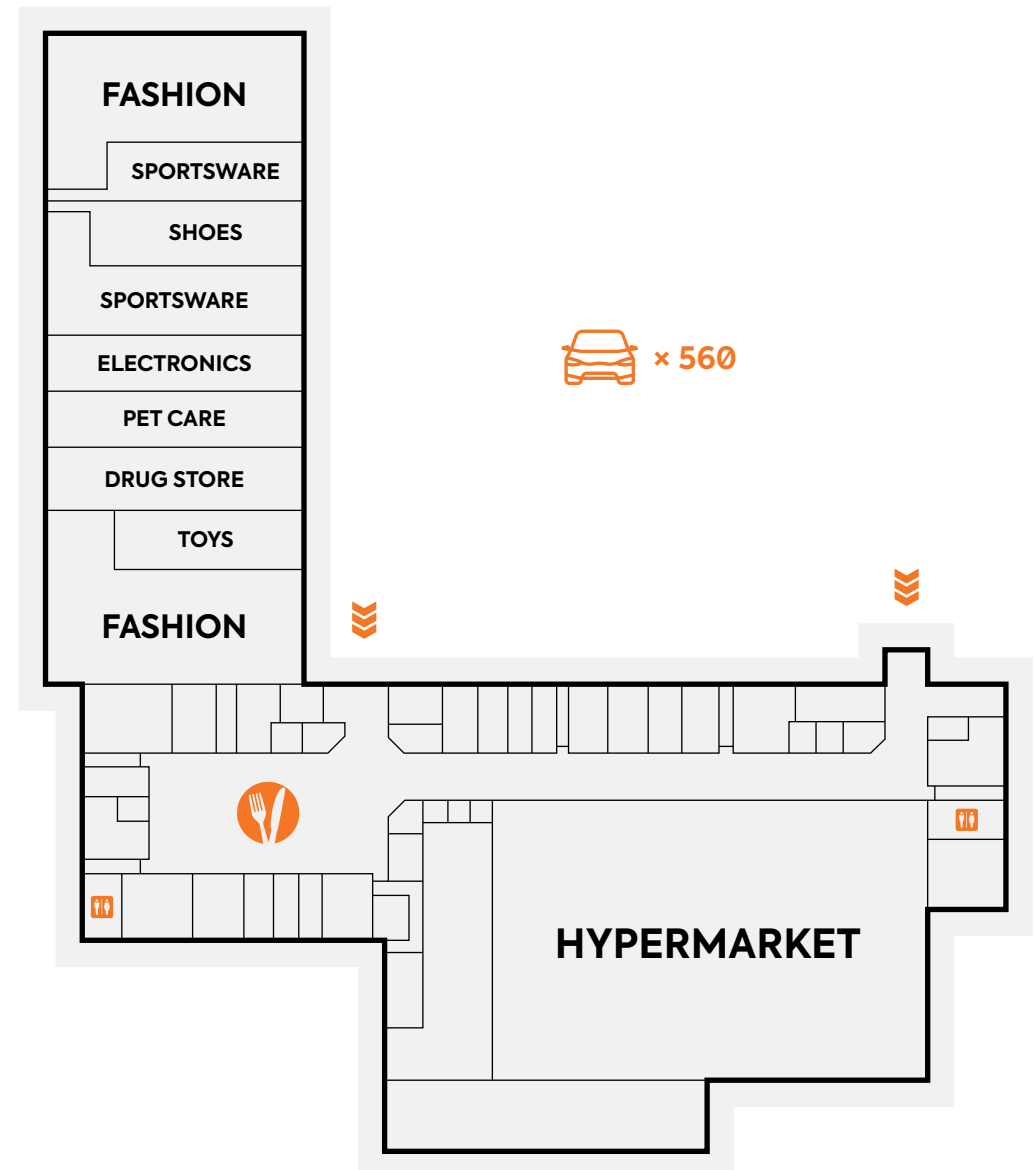 FASHION
SPORTSWARE
SHOES
SPORTSWARE
ELECTRONICS
× 560
PET CARE
DRUG STORE
TOYS
FASHION
HYPERMARKET